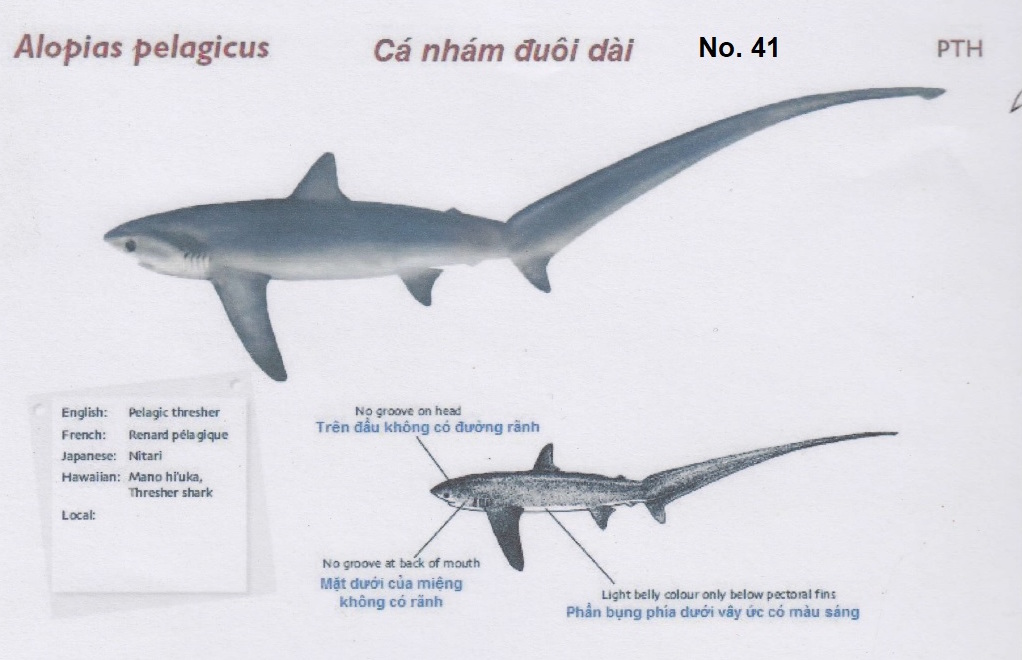 Alopias pelagicus Cá nhám đuôi dài No. 41 PTH
English: Pelagic thresher
French: Renard pélagique
Japanese: Nitari
Hawaiian: Mano hi'uka,
Thresher shark
Local:
No groove on head
Trên đầu không có đường rãnh
No groove at back of mouth
Mặt dưới của miệng
không có rãnh
Light belly colour only below pectoral fins
Phần bụng phía dưới vây ức có màu sáng